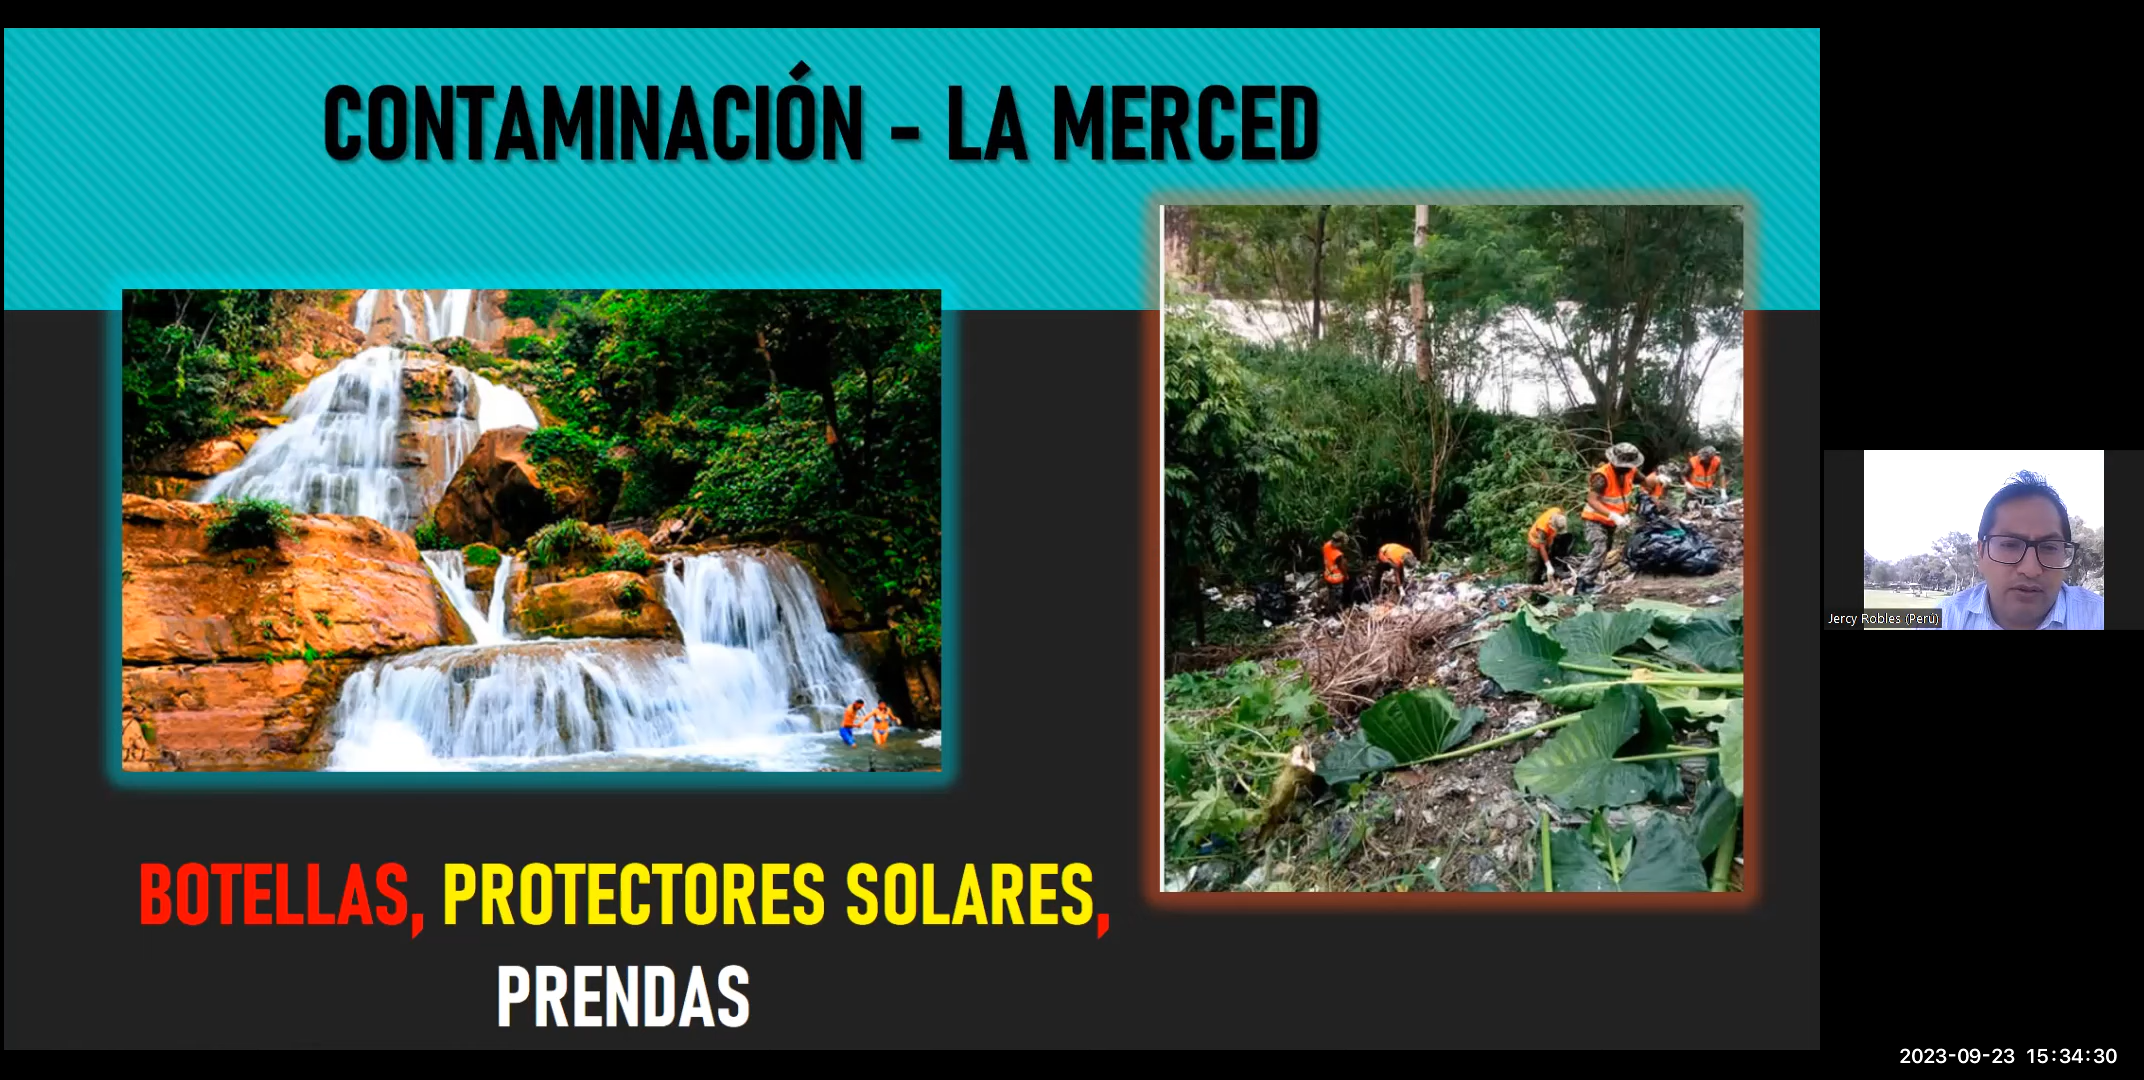 CONTAMINACIÓN - LA MERCED
BOTELLAS, PROTECTORES SOLARES,
PRENDAS
Jercy Robles (Perú)
2023-09-23 15:34:30